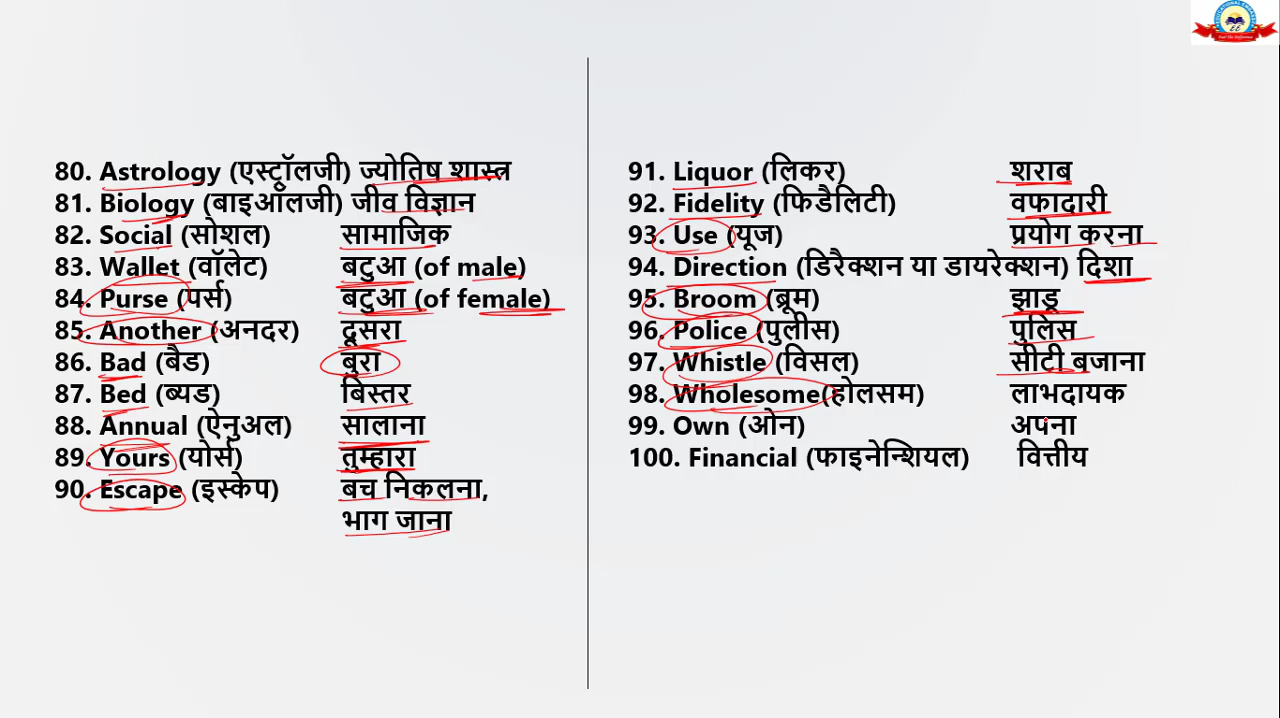 80. Astrology (एस्ट्रॉलजी) ज्योतिष शास्त्र
81. Biology (बाइऑलजी) जीव विज्ञान
82. Social (सोशल) सामाजिक
83. Wallet (वॉलेट) बटुआ (of male)
84. Purse (पर्स) बटुआ (of female)
85. Another (अनदर) दूसरा
86. Bad (बैड) बुरा
87. Bed (ब्यड) बिस्तर
88. Annual (ऐनुअल) सालाना
89. Yours (योर्स) तुम्हारा
90. Escape (इस्केप) बच निकलना,
भाग जाना
91. Liquor (लिकर) शराब
92. Fidelity (फिडैलिटी) वफादारी
93. Use (यूज) प्रयोग करना
94. Direction (डिरैक्शन या डायरेक्शन) दिशा
95. Broom (ब्रूम) झाडू
96. Police (पुलीस) पुलिस
97. Whistle (विसल) सीटी बजाना
98. Wholesome(होलसम) लाभदायक
99. Own (ओन) अपना
100. Financial (फाइनेन्शियल) वित्तीय